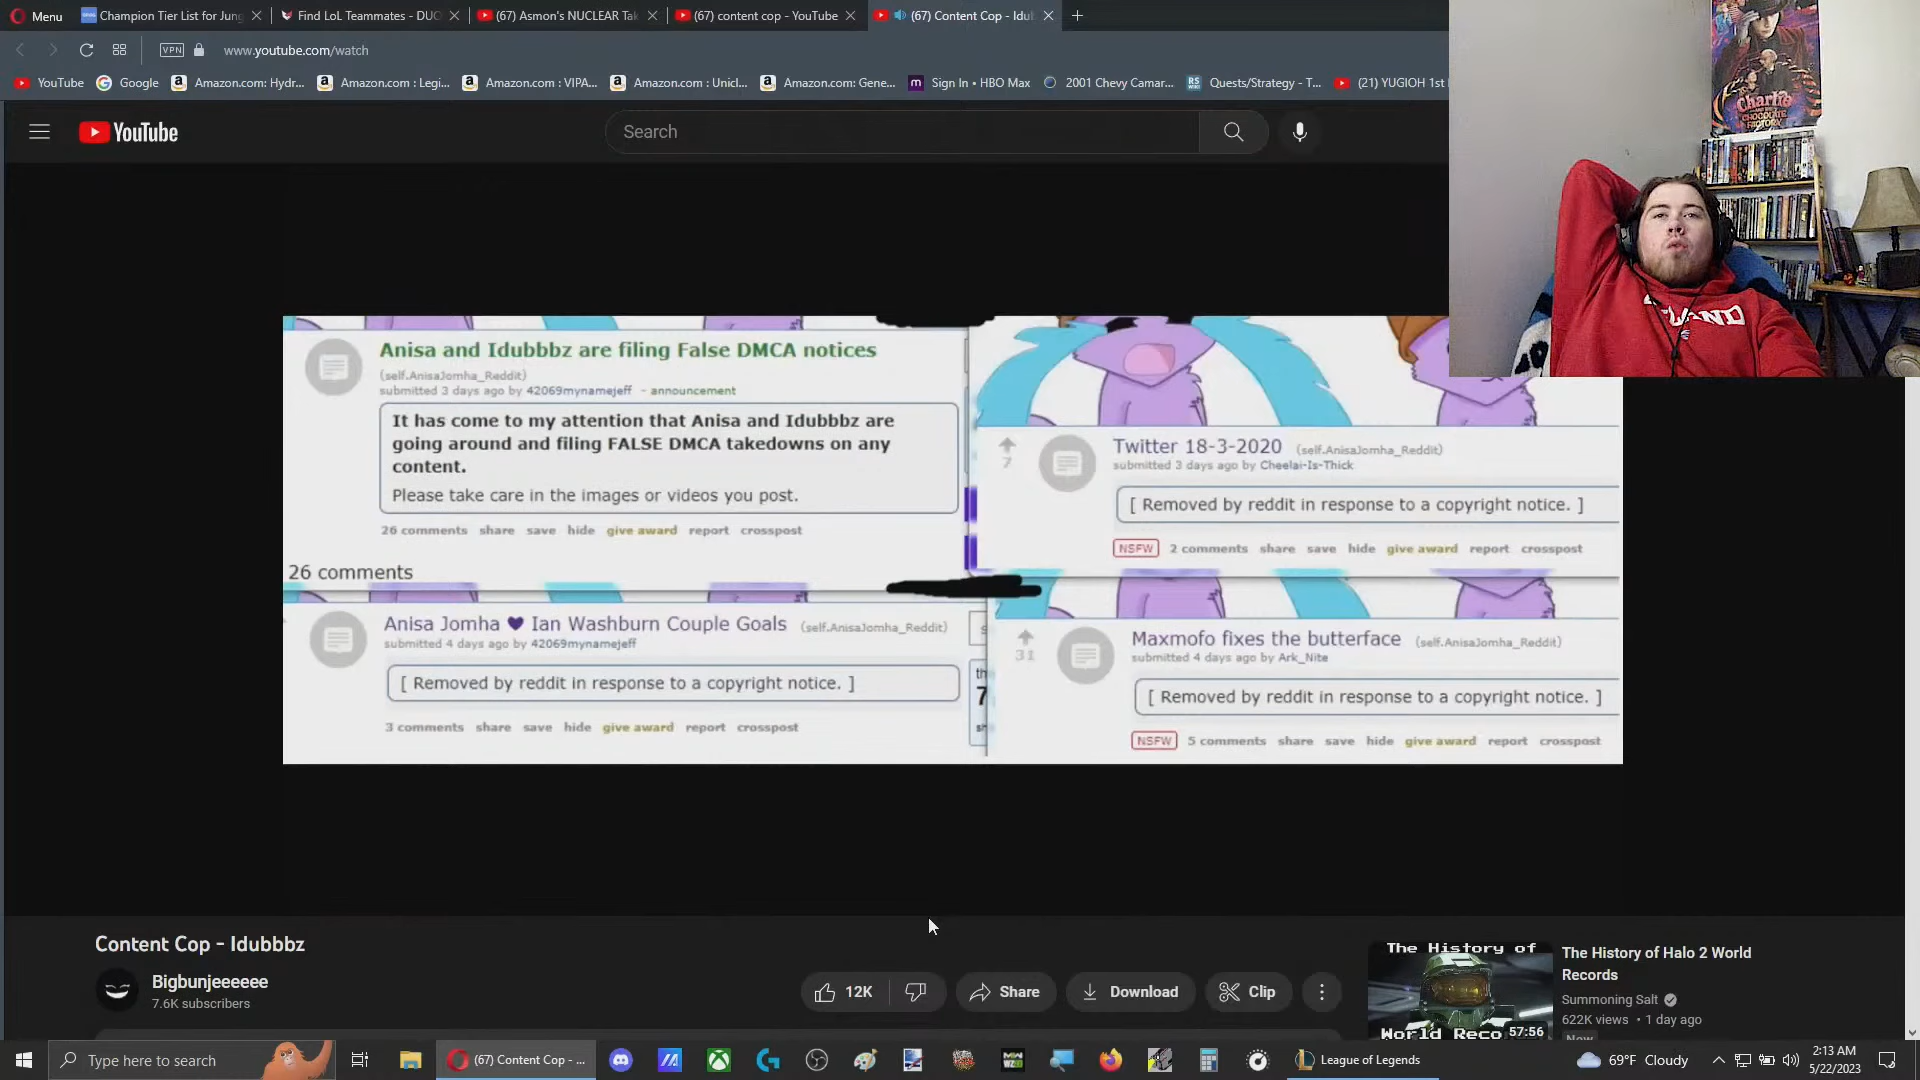 Menu
Champion Tier List for Jung
Find LoL Teammates - DUO
(67) Asmon's NUCLEAR Tak
(67) content cop - YouTube
(67) Content Cop - Idub
VPN
www.youtube.com/watch
YouTube
Google
Amazon.com: Hydr...
Amazon.com : Legi...
Amazon.com: VIPA...
Amazon.com : Unicl...
Amazon.com: Gene...
Sign In • HBO Max
2001 Chevy Camar...
Quests/Strategy - T...
(21) YUGIOH 1st
YouTube
Search
Charlie
AND THE
CHOCOLATE
FACTORY
Anisa and Idubbbz are filing False DMCA notices
(self.AnisaJomha_Reddit)
submitted 3 days ago by 42069mynamejeff - announcement
It has come to my attention that Anisa and Idubbbz are
going around and filing FALSE DMCA takedowns on any
content.
Please take care in the images or videos you post.
26 comments share save hide give award report crosspost
26 comments
7
Twitter 18-3-2020 (self.AnisaJomha_Reddit)
submitted 3 days ago by Cheelai-Is-Thick
[ Removed by reddit in response to a copyright notice. ]
NSFW 2 comments share save hide give award report crosspost
Anisa Jomha ♥ Ian Washburn Couple Goals (self.AnisaJomha_Reddit)
submitted 4 days ago by 42069mynamejeff
[ Removed by reddit in response to a copyright notice. ]
3 comments share save hide give award report crosspost
th
7
31
Maxmofo fixes the butterface (self.AnisaJomha_Reddit)
submitted 4 days ago by Ark_Nite
[ Removed by reddit in response to a copyright notice. ]
NSFW 5 comments share save hide give award report crosspost
Content Cop - Idubbbz
Bigbunjeeeeee
7.6K subscribers
12K
Share
Download
Clip
The History of
World Reco
57:56
The History of Halo 2 World
Records
Summoning Salt
622K views • 1 day ago
New
Type here to search
(67) Content Cop - ...
League of Legends
69°F Cloudy
2:13 AM
5/22/2023